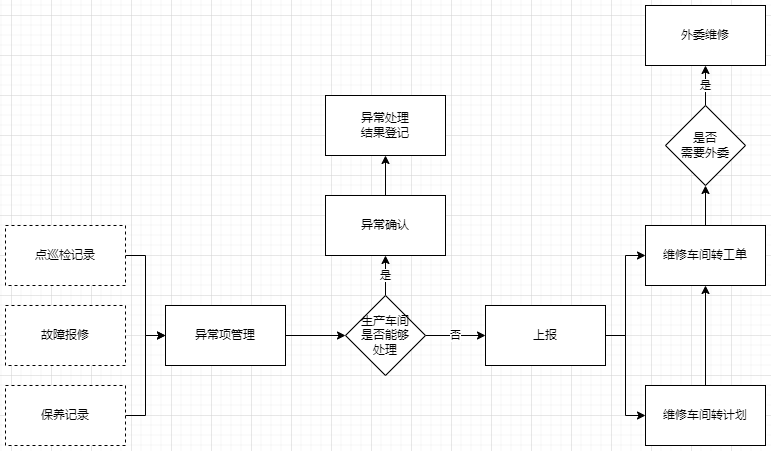 外委维修
是
是否
需要外委
异常处理
结果登记
异常确认
是
点巡检记录
故障报修
保养记录
异常项管理
生产车间
是否能够
处理
否
上报
维修车间转工单
维修车间转计划